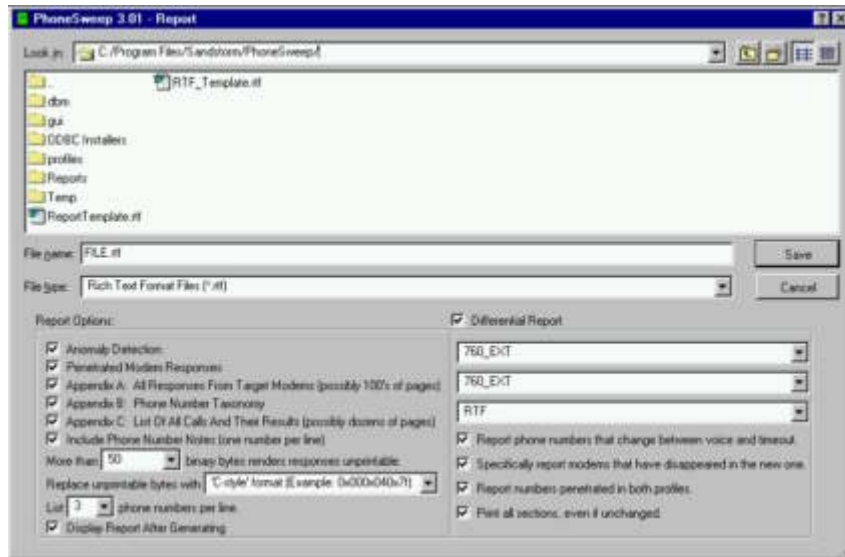 PhoneSweep 3.01 - Report
Look in: C:/Program Files/Sandstorm/PhoneSweep/
..
dbm
gui
ODBC Installers
profiles
Reports
Temp
ReportTemplate.rtf
RTF_Template.rtf
File name: FILE.rtf
Save
File type: Rich Text Format Files (*.rtf)
Cancel
Report Options:
Anomaly Detection
Penetrated Modem Responses
Appendix A: All Responses From Target Modems (possibly 100's of pages)
Appendix B: Phone Number Taxonomy
Appendix C: List Of All Calls And Their Results (possibly dozens of pages)
Include Phone Number Notes (one number per line)
More than 50 binary bytes renders responses unprintable.
Replace unprintable bytes with 'C-style' format (Example: 0x000x040x7f)
List 3 phone numbers per line.
Display Report After Generating
Differential Report
760_EXT
760_EXT
RTF
Report phone numbers that change between voice and timeout.
Specifically report modems that have disappeared in the new one.
Report numbers penetrated in both profiles.
Print all sections, even if unchanged.